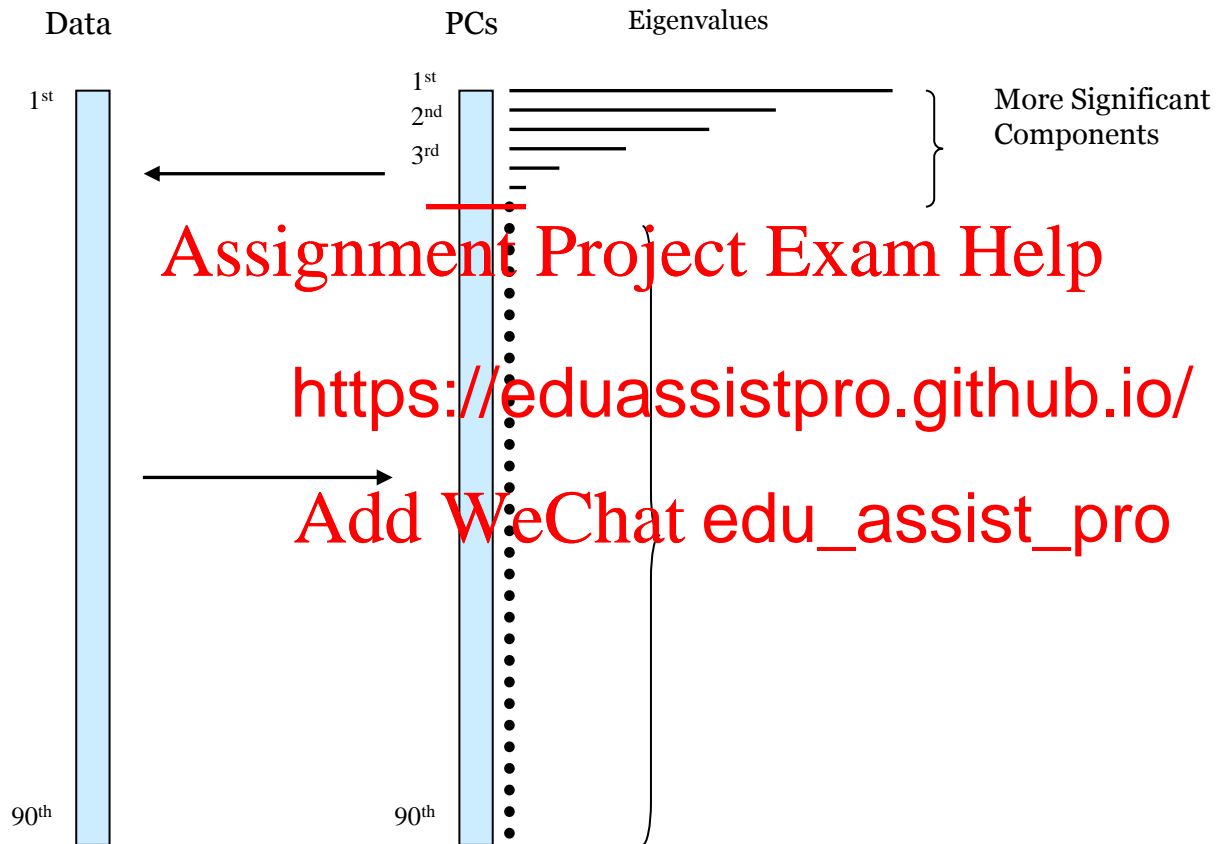 Data
PCs
Eigenvalues
1st
1st
2nd
3rd
More Significant
Components
Assignment Project Exam Help
https://eduassistpro.github.io/
Add WeChat edu_assist_pro
90th
90th